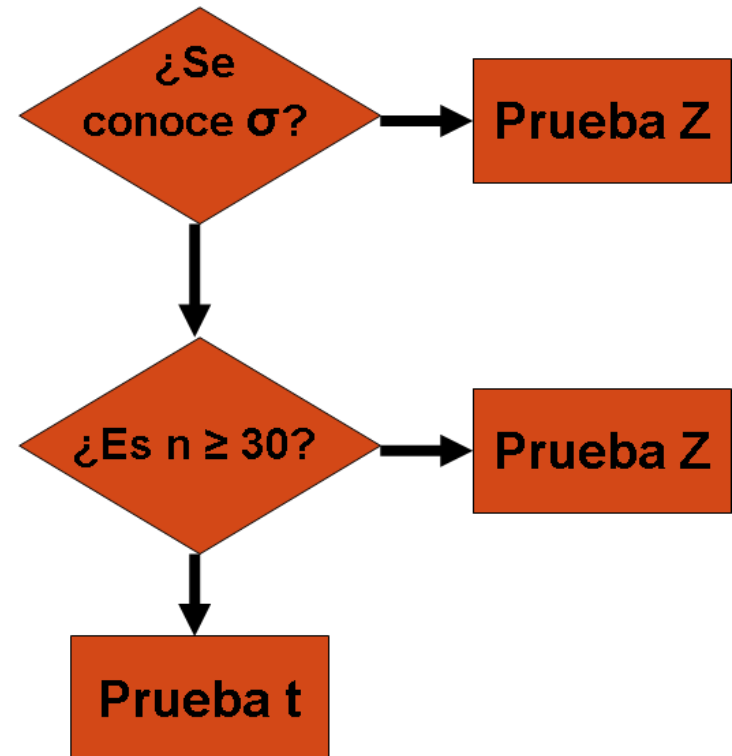 ¿Se
conoce σ?
Prueba Z
¿Es n ≥ 30?
Prueba Z
Prueba t